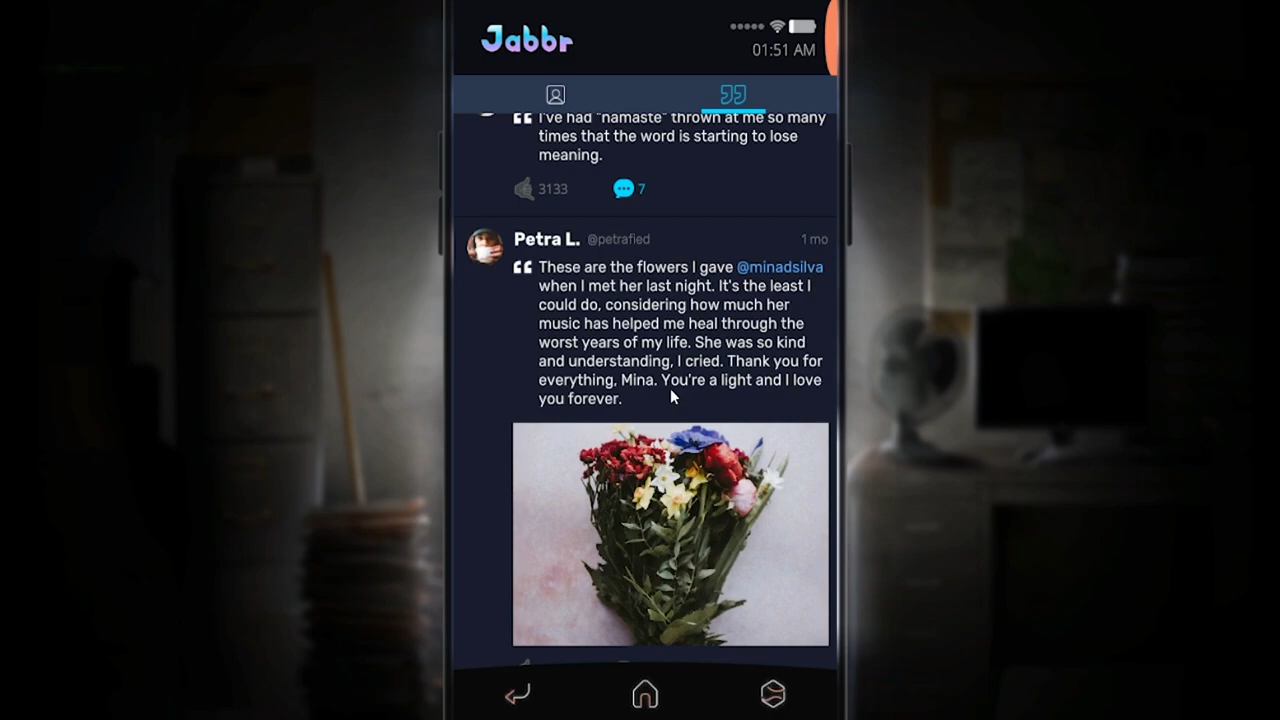 Jabbr
01:51 AM
I've had "namaste" thrown at me so many
times that the word is starting to lose
meaning.
3133 7
Petra L. @petrafied 1 mo
These are the flowers I gave @minadsilva
when I met her last night. It's the least I
could do, considering how much her
music has helped me heal through the
worst years of my life. She was so kind
and understanding, I cried. Thank you for
everything, Mina. You're a light and I love
you forever.